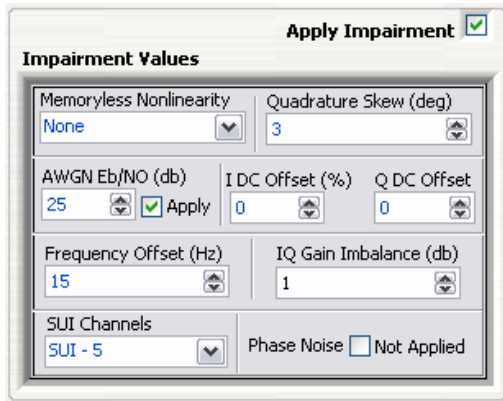 Apply Impairment
Impairment Values
Memoryless Nonlinearity
None
Quadrature Skew (deg)
3
AWGN Eb/NO (db)
25
Apply
I DC Offset (%)
0
Q DC Offset
0
Frequency Offset (Hz)
15
IQ Gain Imbalance (db)
1
SUI Channels
SUI - 5
Phase Noise
Not Applied